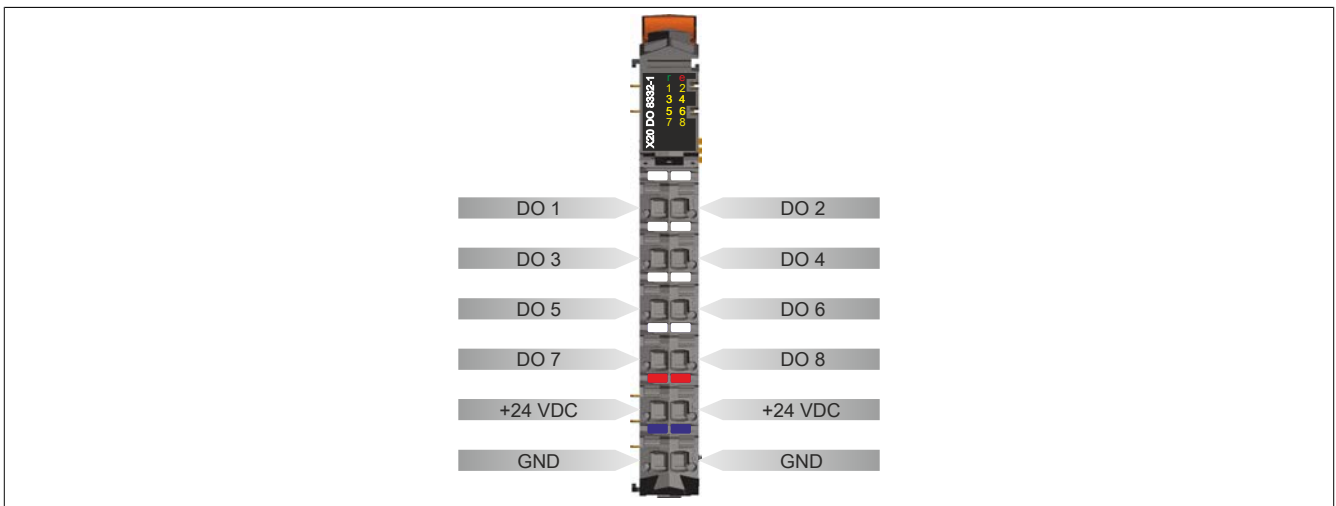 X20 DO 8332-1
r e
1 2
3 4
5 6
7 8
DO 1 DO 2
DO 3 DO 4
DO 5 DO 6
DO 7 DO 8
+24 VDC +24 VDC
GND GND